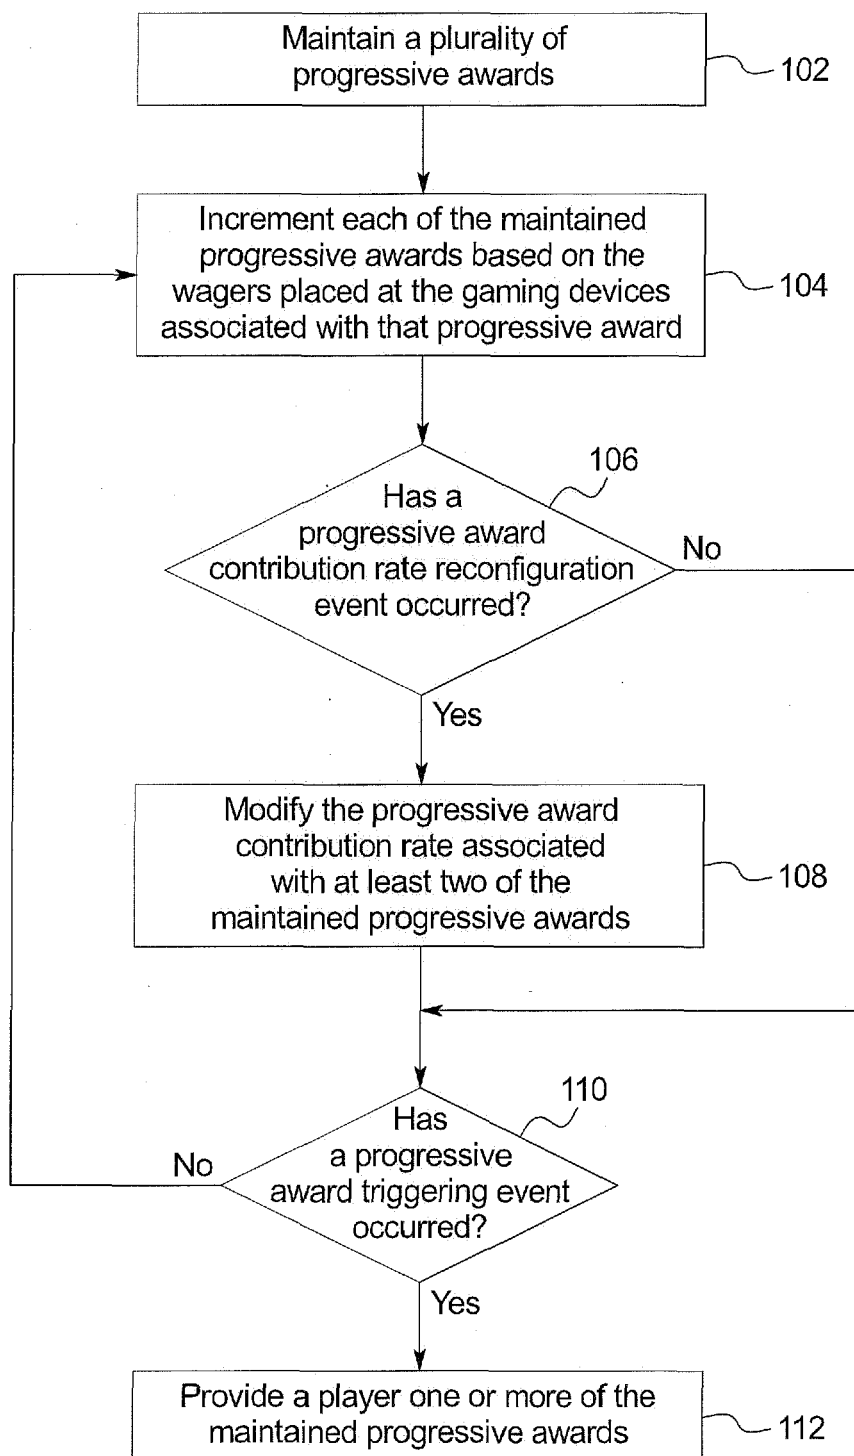 Maintain a plurality of
progressive awards
102
Increment each of the maintained
progressive awards based on the
wagers placed at the gaming devices
associated with that progressive award
104
106
Has a
progressive award
contribution rate reconfiguration
event occurred?
No
Yes
Modify the progressive award
contribution rate associated
with at least two of the
maintained progressive awards
108
110
Has
a progressive
award triggering event
occurred?
No
Yes
Provide a player one or more of the
maintained progressive awards
112